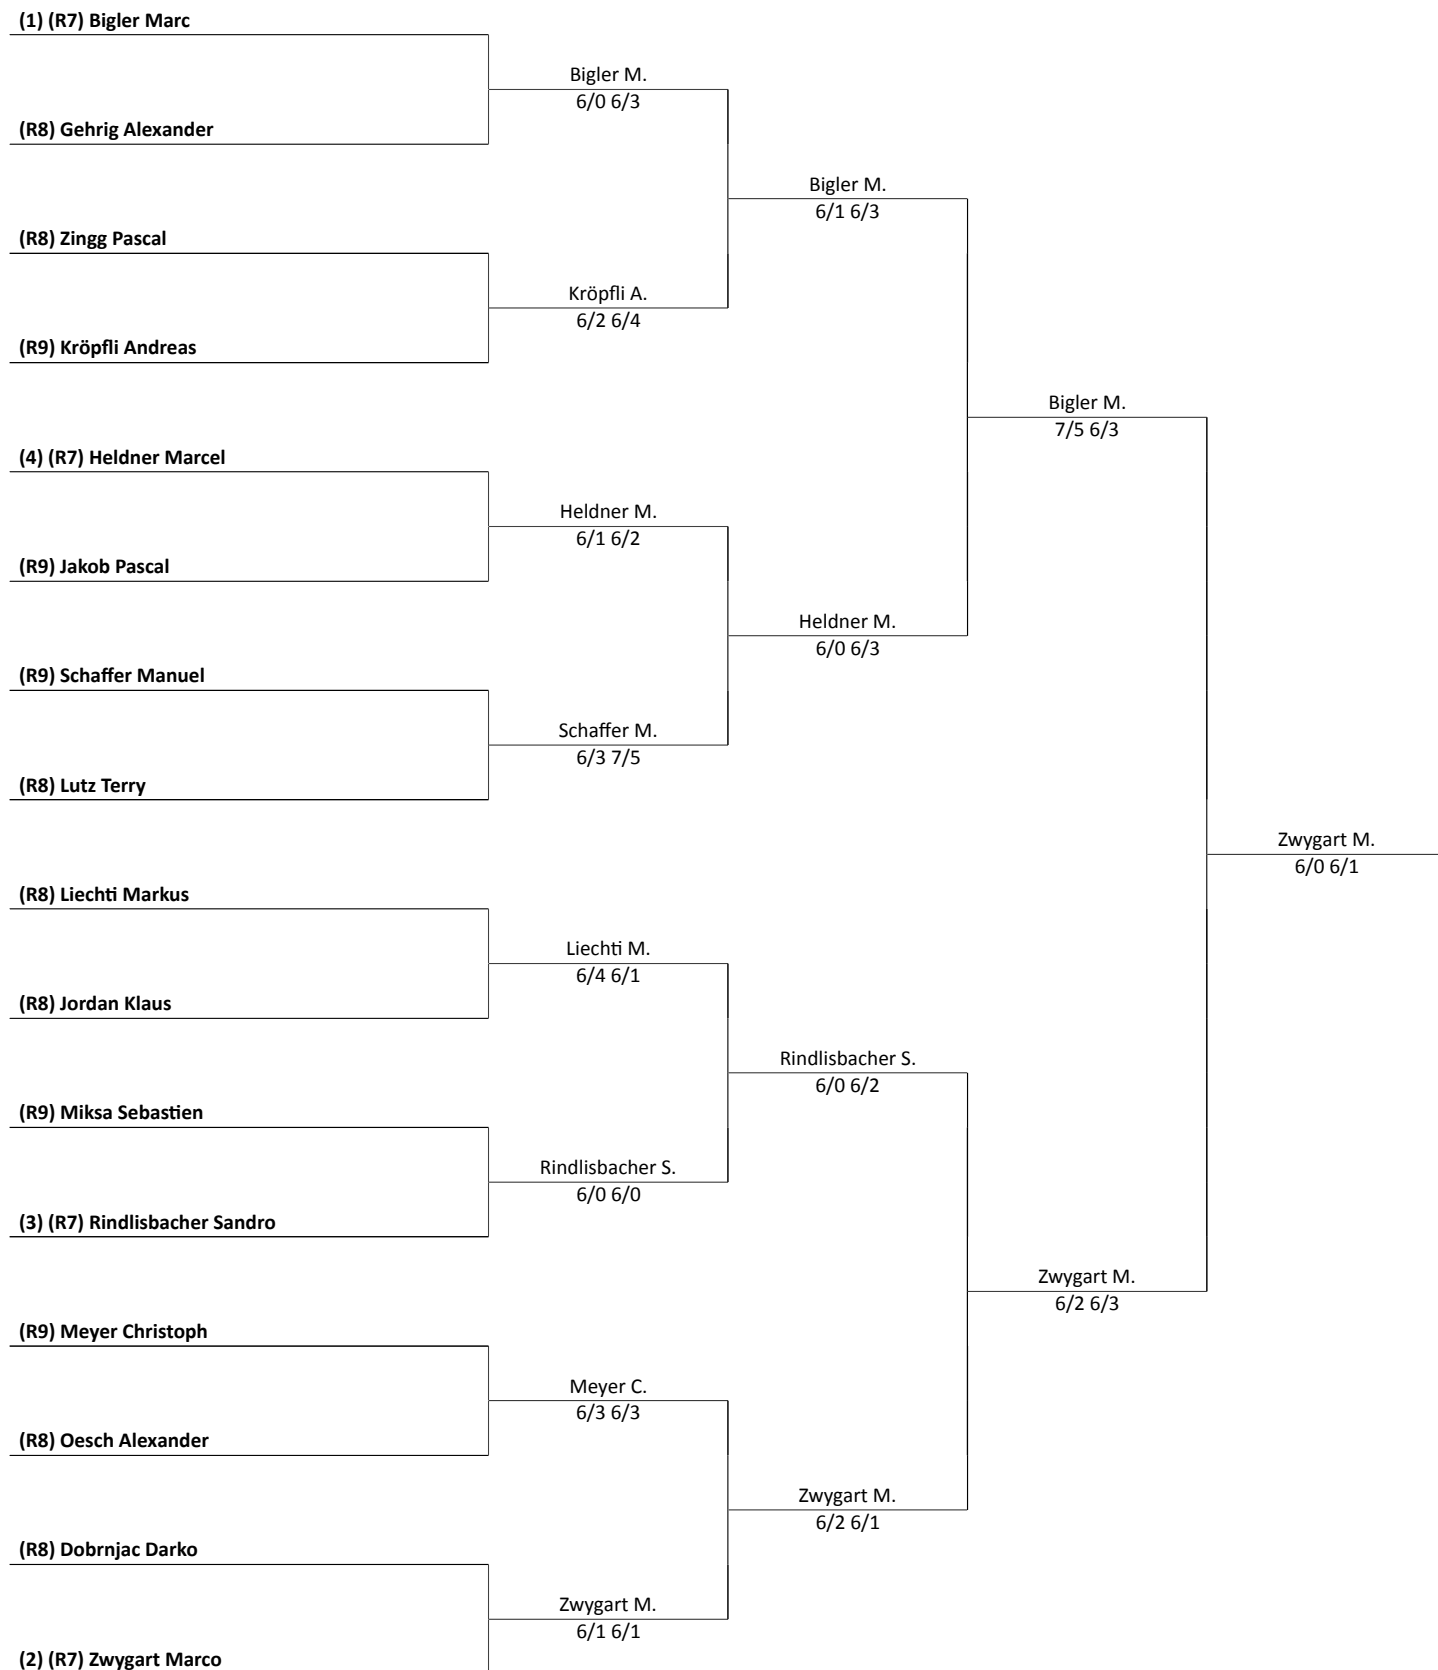 (1) (R7) Bigler Marc
Bigler M.
6/0 6/3
(R8) Gehrig Alexander
Bigler M.
6/1 6/3
(R8) Zingg Pascal
Kröpfli A.
6/2 6/4
(R9) Kröpfli Andreas
Bigler M.
7/5 6/3
(4) (R7) Heldner Marcel
Heldner M.
6/1 6/2
(R9) Jakob Pascal
Heldner M.
6/0 6/3
(R9) Schaffer Manuel
Schaffer M.
6/3 7/5
(R8) Lutz Terry
Zwygart M.
6/0 6/1
(R8) Liechti Markus
Liechti M.
6/4 6/1
(R8) Jordan Klaus
Rindlisbacher S.
6/0 6/2
(R9) Miksa Sebastien
Rindlisbacher S.
6/0 6/0
(3) (R7) Rindlisbacher Sandro
Zwygart M.
6/2 6/3
(R9) Meyer Christoph
Meyer C.
6/3 6/3
(R8) Oesch Alexander
Zwygart M.
6/2 6/1
(R8) Dobrnjac Darko
Zwygart M.
6/1 6/1
(2) (R7) Zwygart Marco